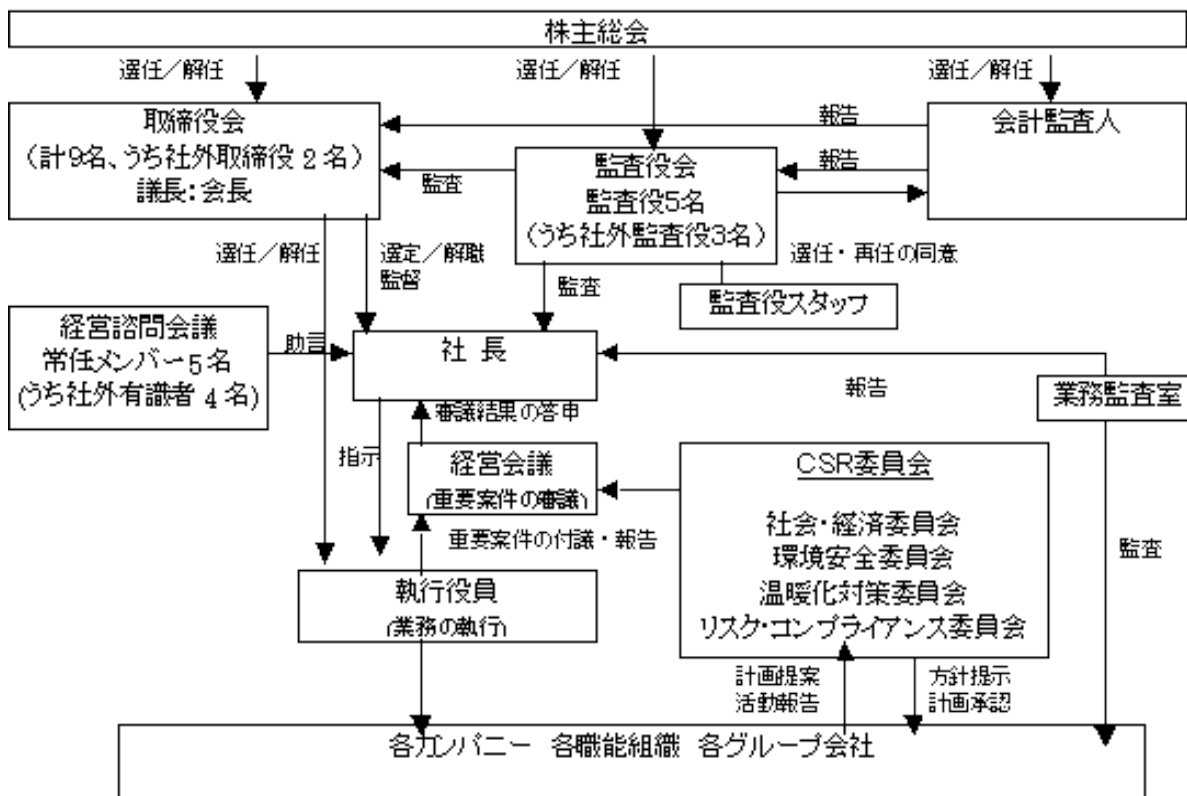 株主総会
選任／解任
選任／解任
選任／解任
取締役会
（計9名、うち社外取締役２名）
議長：会長
報告
会計監査人
監査役会
監査役5名
（うち社外監査役3名）
監査
報告
選任・再任の同意
監査役スタッフ
選任／解任
選定／解職
監督
監査
経営諮問会議
常任メンバー５名
(うち社外有識者４名)
助言
社 長
報告
業務監査室
審議結果の答申
指示
経営会議
(重要案件の審議)
重要案件の付議・報告
CSR委員会
社会・経済委員会
環境安全委員会
温暖化対策委員会
リスク・コンプライアンス委員会
監査
執行役員
(業務の執行)
計画提案
活動報告
方針提示
計画承認
各カンパニー 各職能組織 各グループ会社